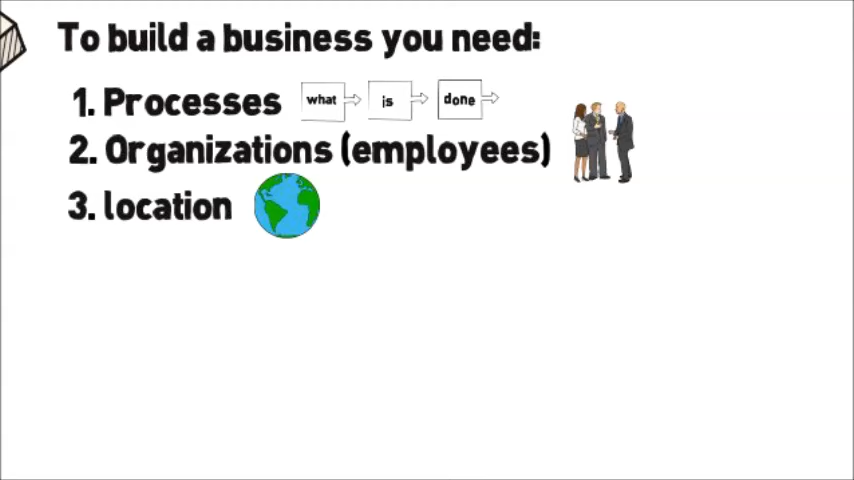 To build a business you need:
1. Processes what is done
2. Organizations (employees)
3. location